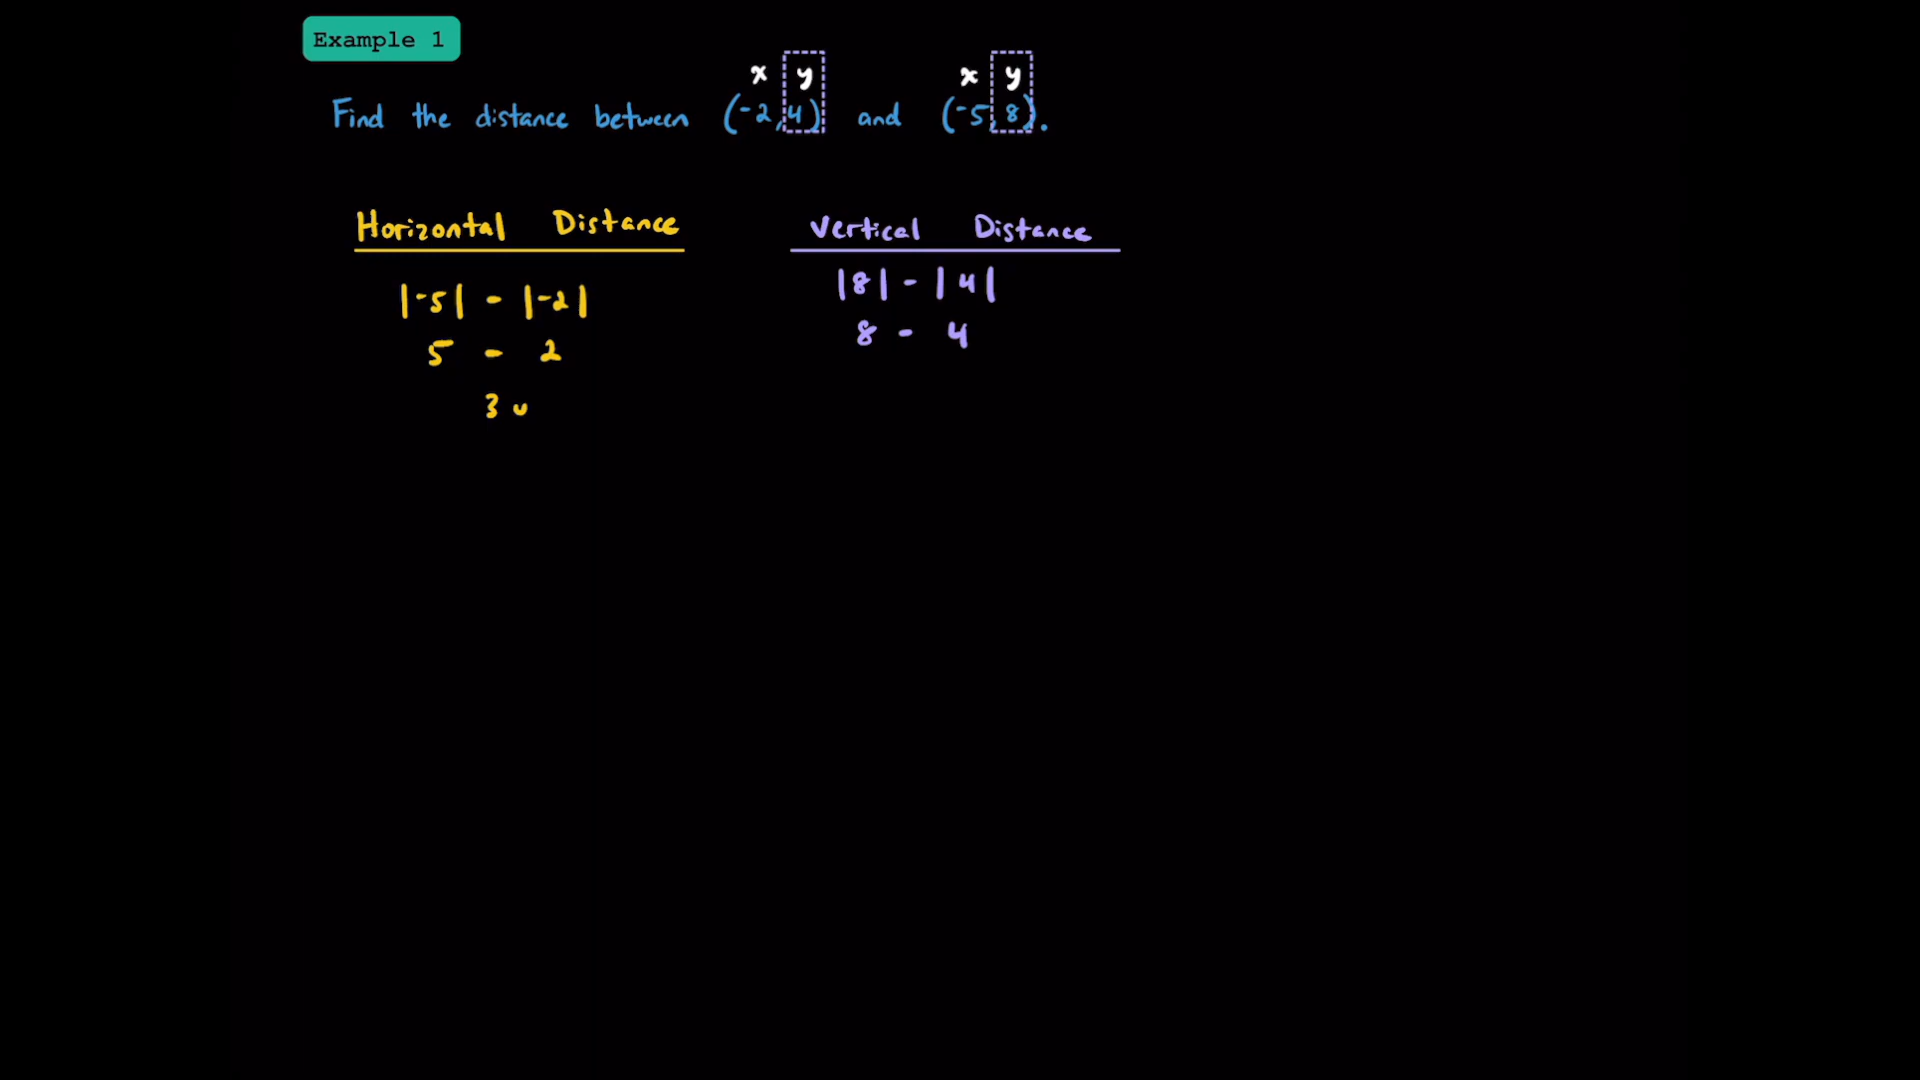 Example 1
x y x y
Find the distance between (-2,4) and (-5,8).
Horizontal Distance
|-5| - |-2|
5 - 2
3 u
Vertical Distance
|8| - |4|
8 - 4